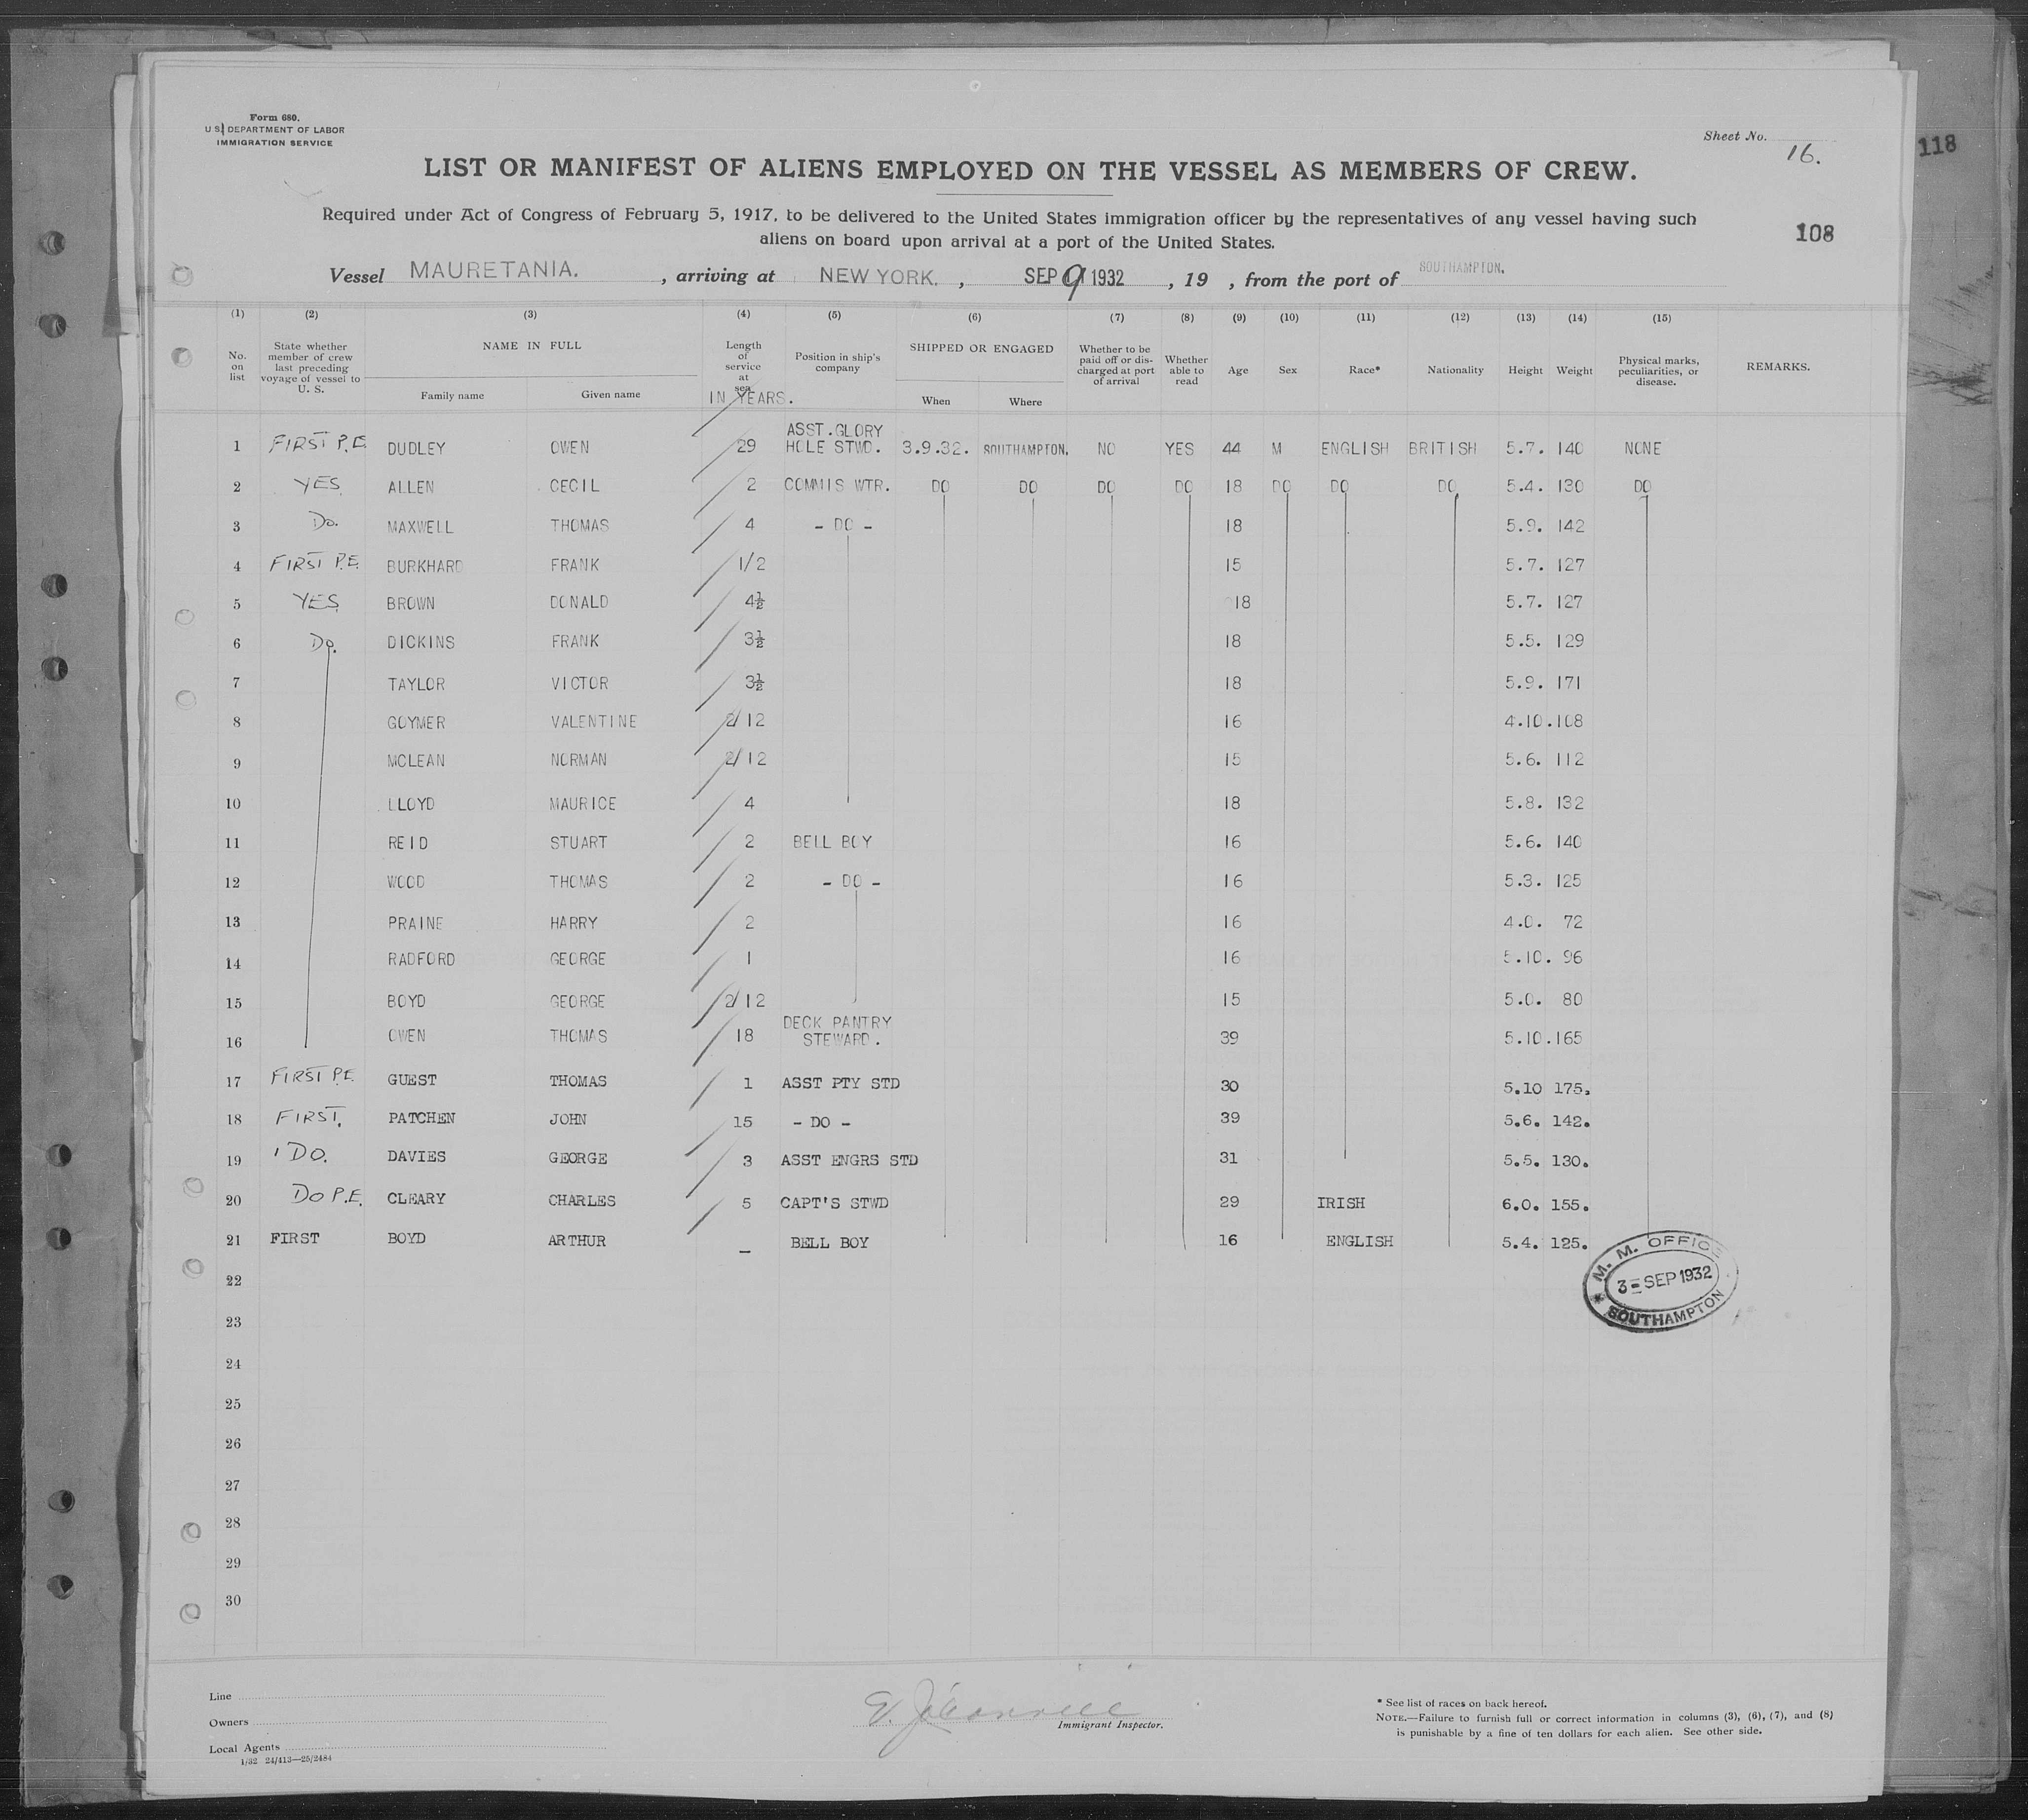 Form 680.
U S DEPARTMENT OF LABOR
IMMIGRATION SERVICE
Sheet No. 16.
118
LIST OR MANIFEST OF ALIENS EMPLOYED ON THE VESSEL AS MEMBERS OF CREW.
Required under Act of Congress of February 5, 1917, to be delivered to the United States immigration officer by the representatives of any vessel having such
aliens on board upon arrival at a port of the United States.
108
Vessel MAURETANIA. , arriving at NEW YORK. , SEP 9 1932 , 19 , from the port of SOUTHAMPTON.
(1) (2) (3) (4) (5) (6) (7) (8) (9) (10) (11) (12) (13) (14) (15)
No. on list State whether member of crew last preceding voyage of vessel to U. S. NAME IN FULL Family name Given name Length of service at sea IN YEARS. Position in ship's company SHIPPED OR ENGAGED When Where Whether to be paid off or discharged at port of arrival Whether able to read Age Sex Race* Nationality Height Weight Physical marks, peculiarities, or disease. REMARKS.
1 FIRST P.E. DUDLEY OWEN 29 ASST.GLORY HOLE STWD. 3.9.32. SOUTHAMPTON. NO YES 44 M ENGLISH BRITISH 5.7. 140 NONE
2 YES. ALLEN CECIL 2 COMMIS WTR. DO DO DO DO 18 DO DO DO 5.4. 130 DO
3 Do. MAXWELL THOMAS 4 - DO - 18 5.9. 142
4 FIRST P.E. BURKHARD FRANK 1/2 15 5.7. 127
5 YES. BROWN DONALD 4½ 18 5.7. 127
6 Do. DICKINS FRANK 3½ 18 5.5. 129
7 TAYLOR VICTOR 3½ 18 5.9. 171
8 GOYMER VALENTINE 2/12 16 4.10. 108
9 MCLEAN NORMAN 2/12 15 5.6. 112
10 LLOYD MAURICE 4 18 5.8. 132
11 REID STUART 2 BELL BOY 16 5.6. 140
12 WOOD THOMAS 2 - DO - 16 5.3. 125
13 PRAINE HARRY 2 16 4.0. 72
14 RADFORD GEORGE 1 16 5.10. 96
15 BOYD GEORGE 2/12 15 5.0. 80
16 OWEN THOMAS 18 DECK PANTRY STEWARD. 39 5.10. 165
17 FIRST P.E. GUEST THOMAS 1 ASST PTY STD 30 5.10 175.
18 FIRST. PATCHEN JOHN 15 - DO - 39 5.6. 142.
19 DO. DAVIES GEORGE 3 ASST ENGRS STD 31 5.5. 130.
20 DO P.E. CLEARY CHARLES 5 CAPT'S STWD 29 IRISH 6.0. 155.
21 FIRST BOYD ARTHUR _ BELL BOY 16 ENGLISH 5.4. 125.
M. M. OFFICE
3 - SEP 1932
* SOUTHAMPTON
22
23
24
25
26
27
28
29
30
Line
Owners
Local Agents
1/32 24/413—25/2484
Immigrant Inspector.
* See list of races on back hereof.
NOTE.—Failure to furnish full or correct information in columns (3), (6), (7), and (8)
is punishable by a fine of ten dollars for each alien. See other side.